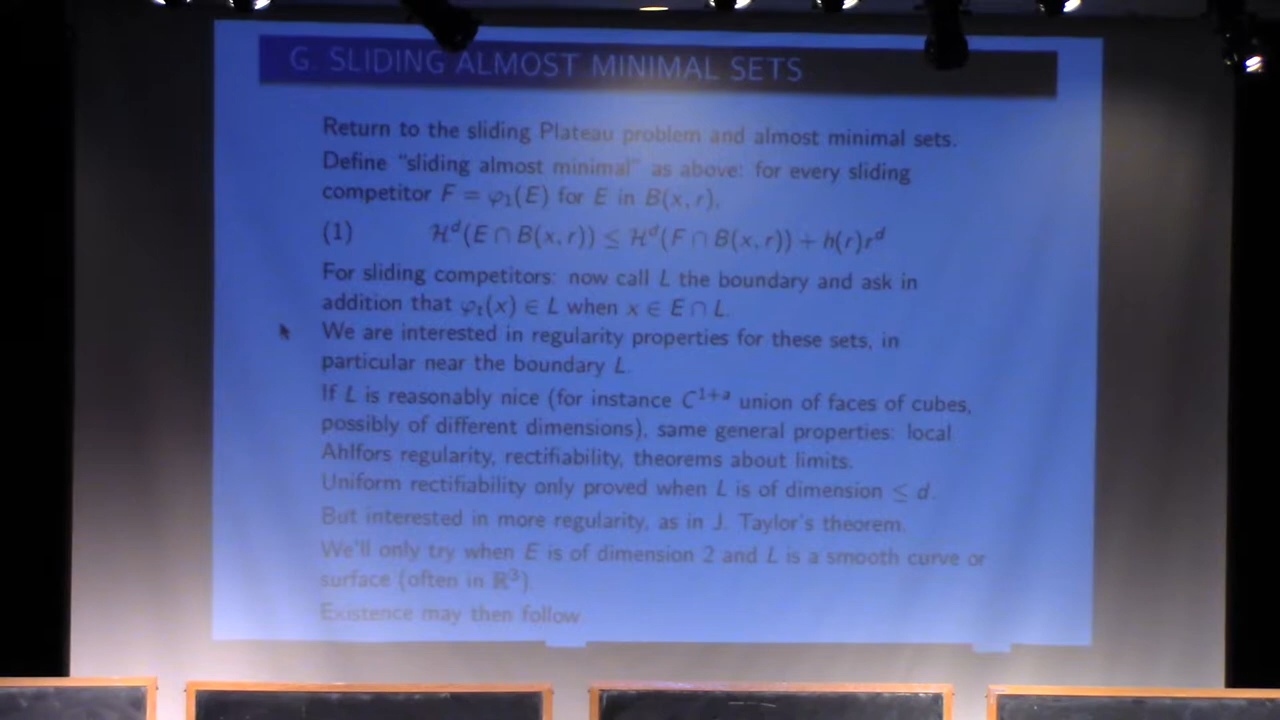 G. SLIDING ALMOST MINIMAL SETS
Return to the sliding Plateau problem and almost minimal sets.
Define "sliding almost minimal" as above: for every sliding
competitor F = φ₁(E) for E in B(x, r),
(1) ℋᵈ(E ∩ B(x, r)) ≤ ℋᵈ(F ∩ B(x, r)) + h(r)rᵈ
For sliding competitors: now call L the boundary and ask in
addition that φₜ(x) ∈ L when x ∈ E ∩ L.
We are interested in regularity properties for these sets, in
particular near the boundary L.
If L is reasonably nice (for instance C¹⁺ᵃ union of faces of cubes,
possibly of different dimensions), same general properties: local
Ahlfors regularity, rectifiability, theorems about limits.
Uniform rectifiability only proved when L is of dimension ≤ d.
But interested in more regularity, as in J. Taylor's theorem.
We'll only try when E is of dimension 2 and L is a smooth curve or
surface (often in ℝ³)
Existence may then follow